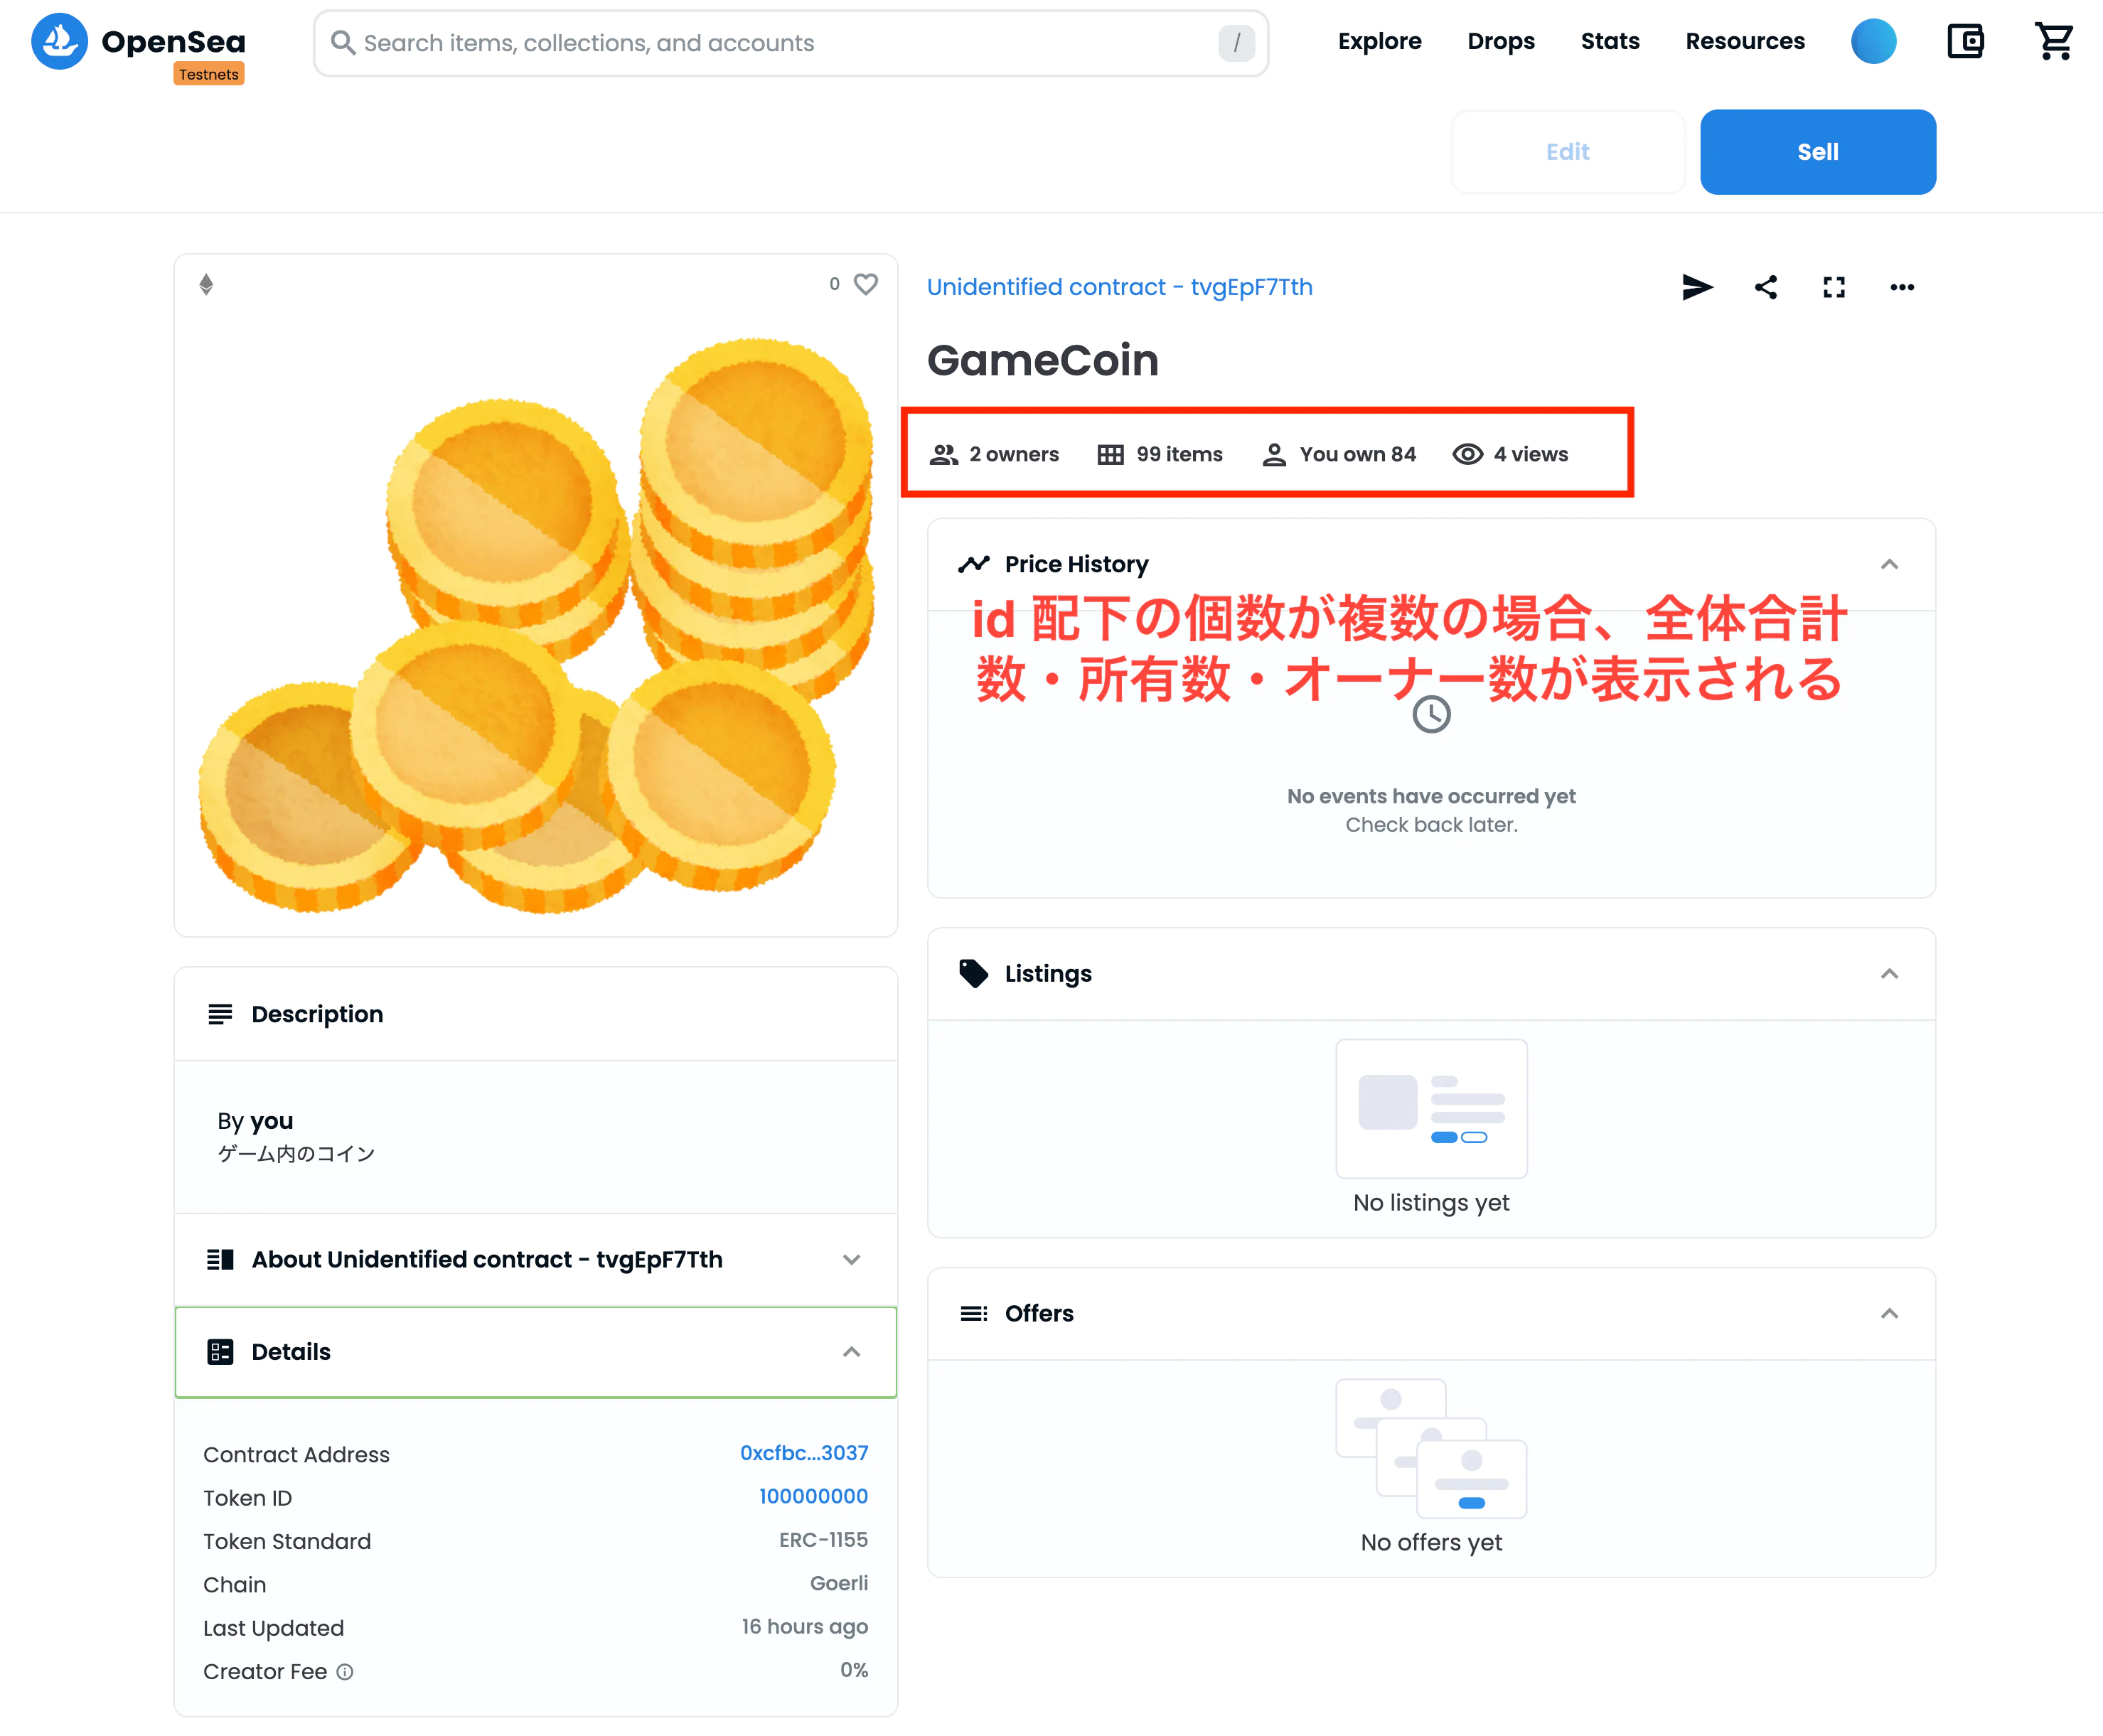 OpenSea
Testnets
Search items, collections, and accounts
/
Explore
Drops
Stats
Resources
Edit
Sell
0
Unidentified contract - tvgEpF7Tth
GameCoin
2 owners
99 items
You own 84
4 views
Price History
id 配下の個数が複数の場合、全体合計
数・所有数・オーナー数が表示される
No events have occurred yet
Check back later.
Listings
No listings yet
Offers
No offers yet
Description
By you
ゲーム内のコイン
About Unidentified contract - tvgEpF7Tth
Details
Contract Address 0xcfbc...3037
Token ID 100000000
Token Standard ERC-1155
Chain Goerli
Last Updated 16 hours ago
Creator Fee 0%